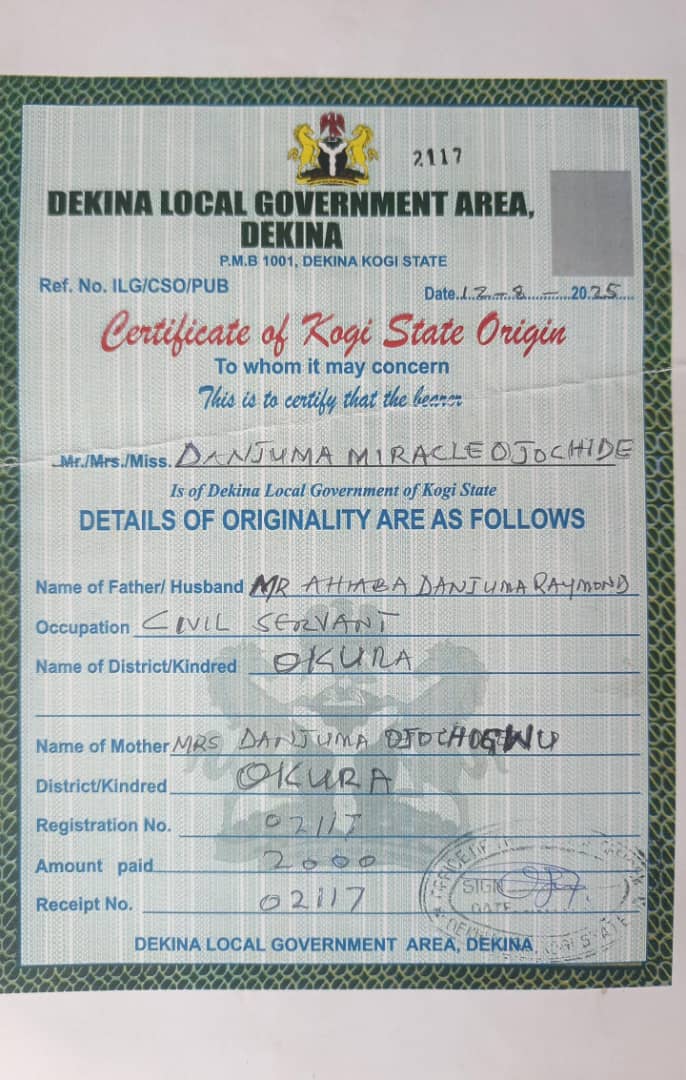 2117
DEKINA LOCAL GOVERNMENT AREA,
DEKINA
P.M.B 1001, DEKINA KOGI STATE
Ref. No. ILG/CSO/PUB
Date..12-8-............2025....
Certificate of Kogi State Origin
To whom it may concern
This is to certify that the bearer
Mr./Mrs./Miss. DANJUMA MIRACLE OJOCHIDE
Is of Dekina Local Government of Kogi State
DETAILS OF ORIGINALITY ARE AS FOLLOWS
Name of Father/ Husband MR AHIABA DANJUMA RAYMOND
Occupation CIVIL SERVANT
Name of District/Kindred OKURA
Name of Mother MRS DANJUMA
District/Kindred OKURA
Registration No. 02117
Amount paid 2000
Receipt No. 02117
SIGN
DATE
DEKINA LOCAL GOVERNMENT AREA, DEKINA.
KOGI STATE